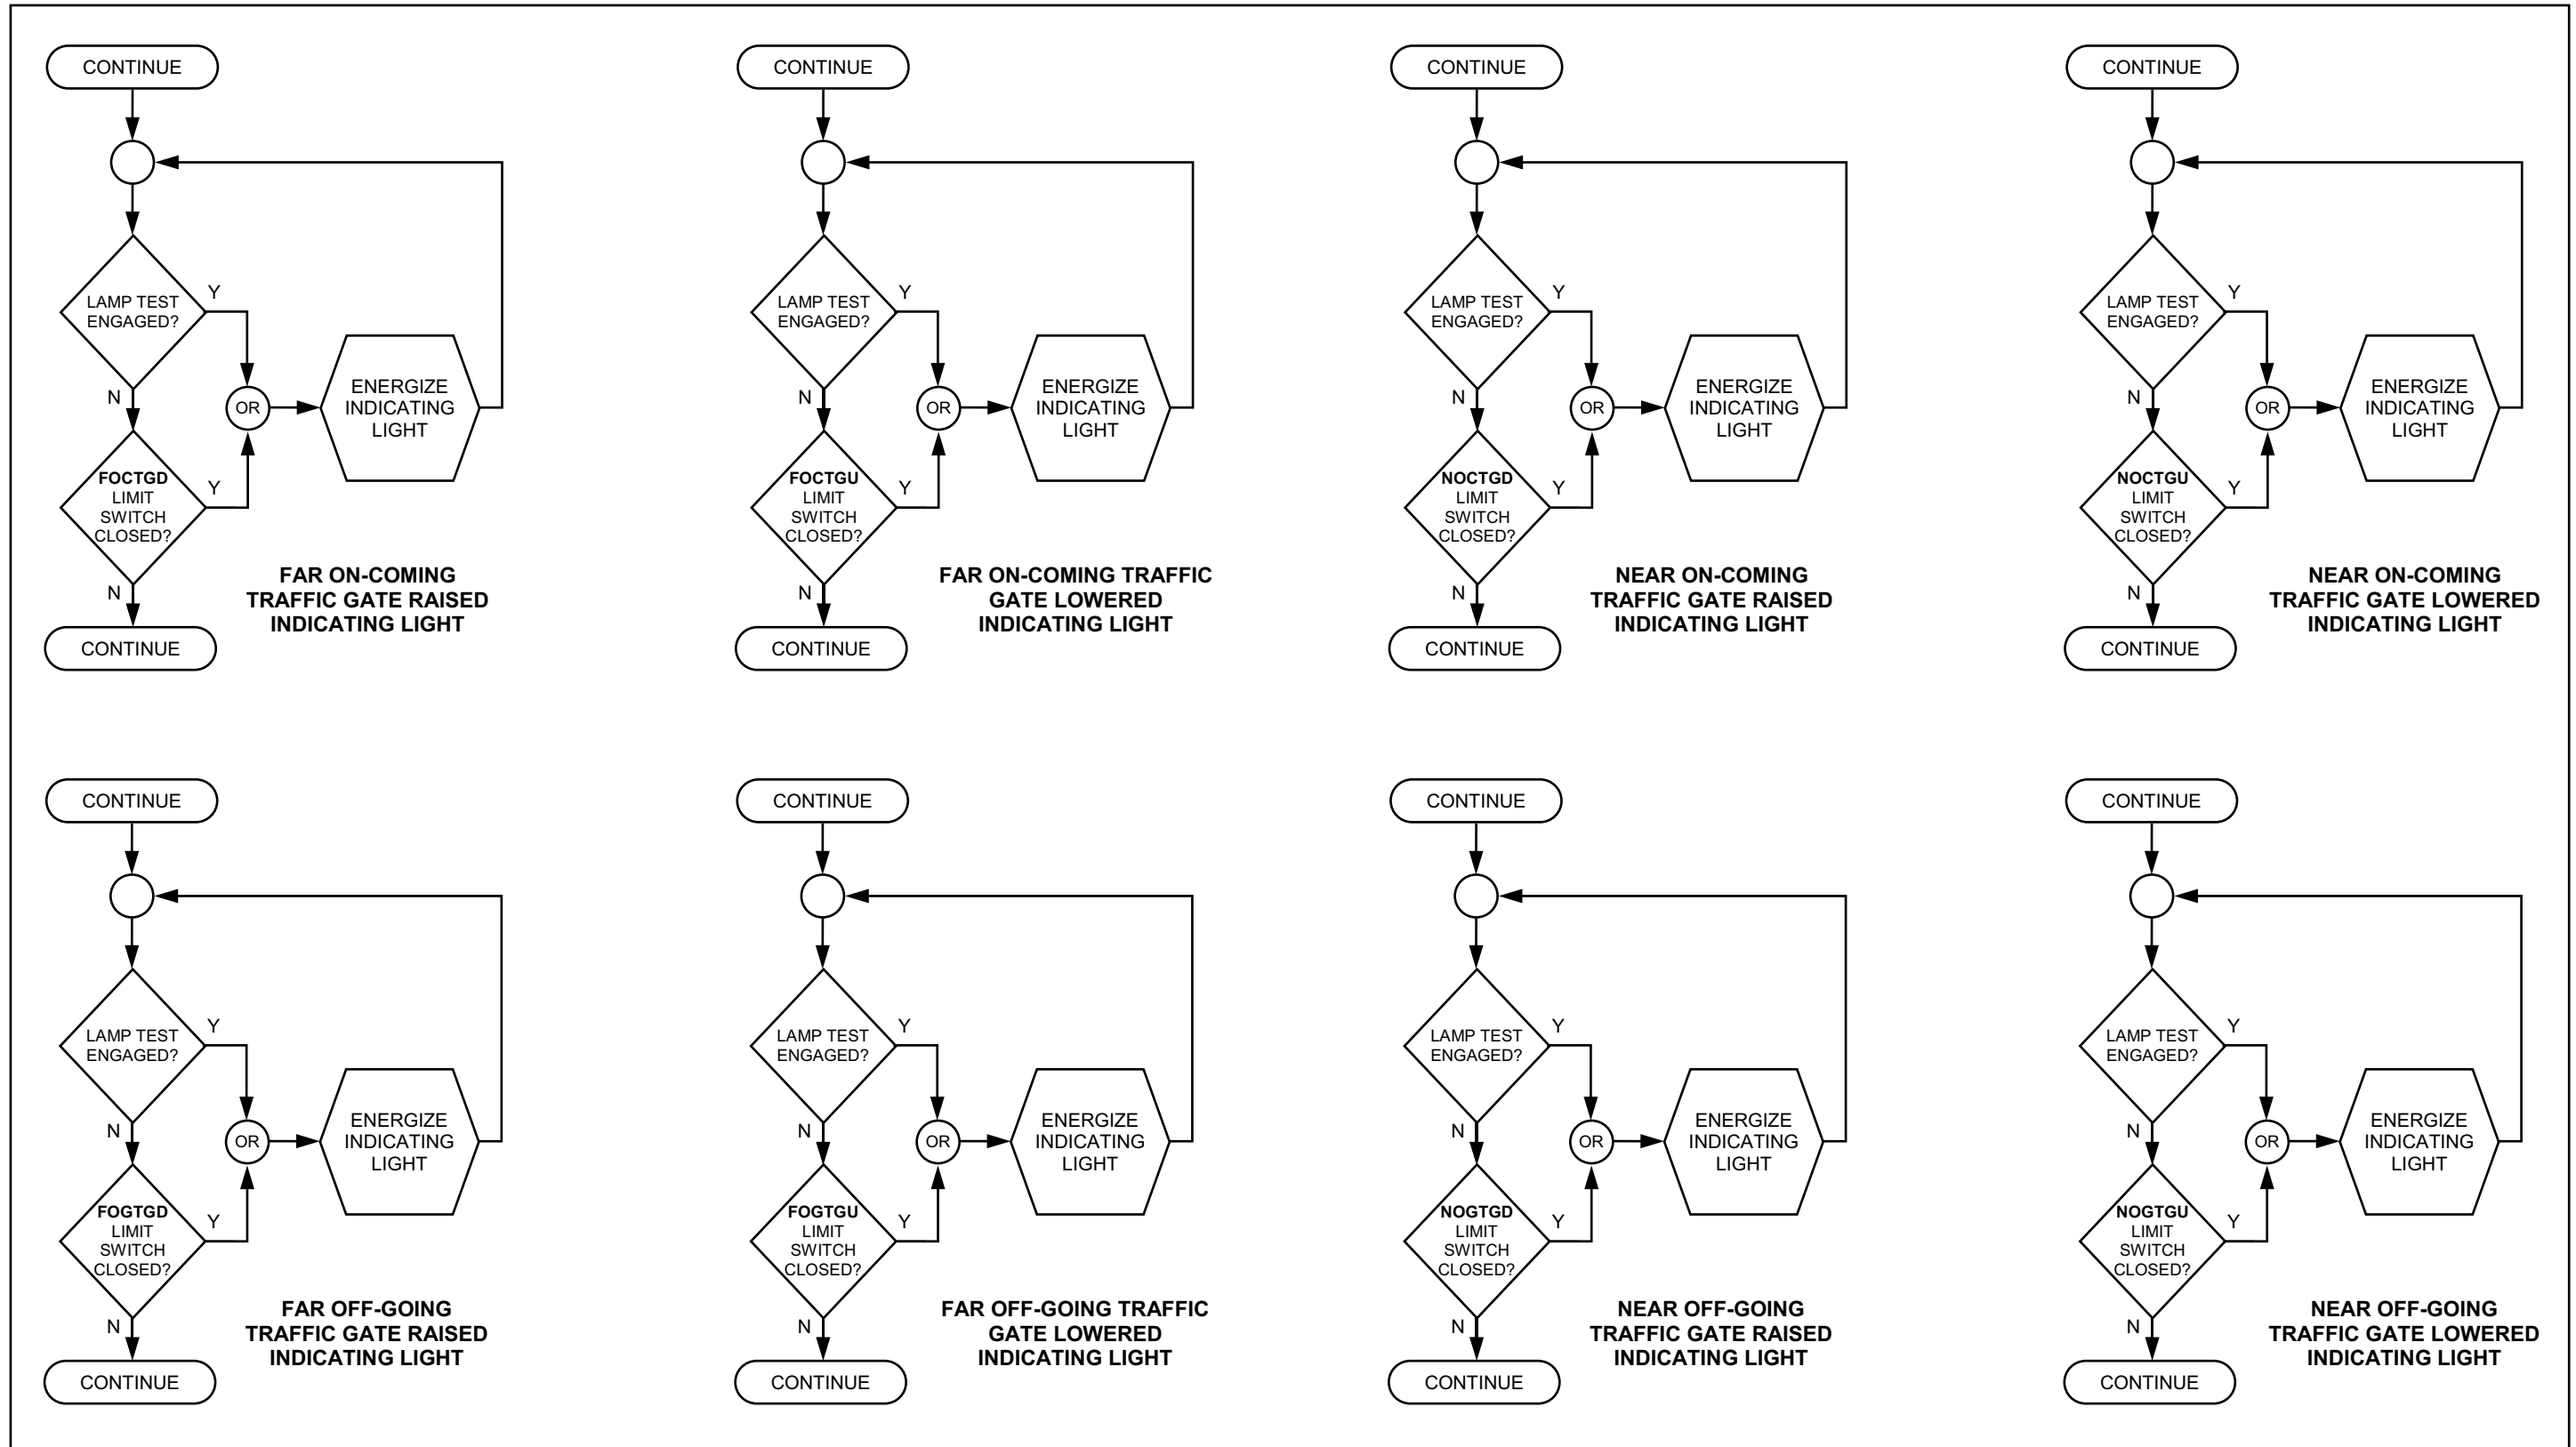 CONTINUE
LAMP TEST
ENGAGED?
Y
N
OR
ENERGIZE
INDICATING
LIGHT
FOCTGD
LIMIT
SWITCH
CLOSED?
Y
N
FAR ON-COMING
TRAFFIC GATE RAISED
INDICATING LIGHT
CONTINUE
CONTINUE
LAMP TEST
ENGAGED?
Y
N
OR
ENERGIZE
INDICATING
LIGHT
FOCTGU
LIMIT
SWITCH
CLOSED?
Y
N
FAR ON-COMING TRAFFIC
GATE LOWERED
INDICATING LIGHT
CONTINUE
CONTINUE
LAMP TEST
ENGAGED?
Y
N
OR
ENERGIZE
INDICATING
LIGHT
NOCTGD
LIMIT
SWITCH
CLOSED?
Y
N
NEAR ON-COMING
TRAFFIC GATE RAISED
INDICATING LIGHT
CONTINUE
CONTINUE
LAMP TEST
ENGAGED?
Y
N
OR
ENERGIZE
INDICATING
LIGHT
NOCTGU
LIMIT
SWITCH
CLOSED?
Y
N
NEAR ON-COMING
TRAFFIC GATE LOWERED
INDICATING LIGHT
CONTINUE
CONTINUE
LAMP TEST
ENGAGED?
Y
N
OR
ENERGIZE
INDICATING
LIGHT
FOGTGD
LIMIT
SWITCH
CLOSED?
Y
N
FAR OFF-GOING
TRAFFIC GATE RAISED
INDICATING LIGHT
CONTINUE
CONTINUE
LAMP TEST
ENGAGED?
Y
N
OR
ENERGIZE
INDICATING
LIGHT
FOGTGU
LIMIT
SWITCH
CLOSED?
Y
N
FAR OFF-GOING TRAFFIC
GATE LOWERED
INDICATING LIGHT
CONTINUE
CONTINUE
LAMP TEST
ENGAGED?
Y
N
OR
ENERGIZE
INDICATING
LIGHT
NOGTGD
LIMIT
SWITCH
CLOSED?
Y
N
NEAR OFF-GOING
TRAFFIC GATE RAISED
INDICATING LIGHT
CONTINUE
CONTINUE
LAMP TEST
ENGAGED?
Y
N
OR
ENERGIZE
INDICATING
LIGHT
NOGTGU
LIMIT
SWITCH
CLOSED?
Y
N
NEAR OFF-GOING
TRAFFIC GATE LOWERED
INDICATING LIGHT
CONTINUE